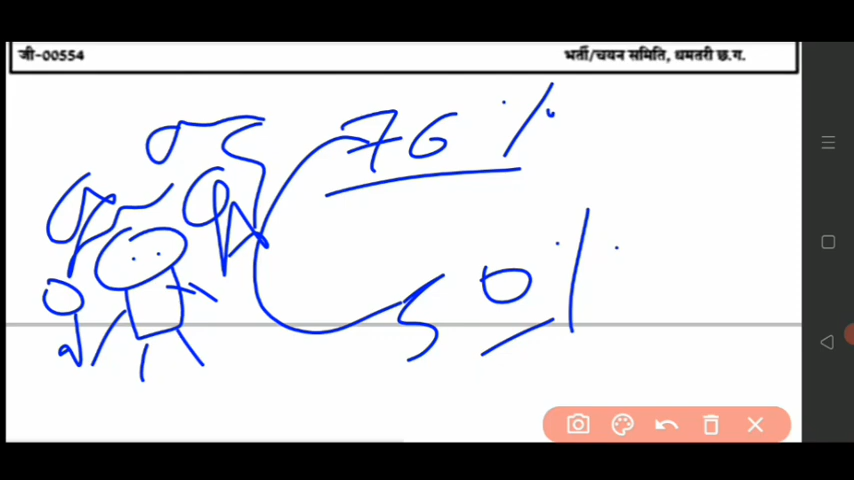 जी-00554
भर्ती/चयन समिति, धमतरी छ.ग.
76 %
50 %